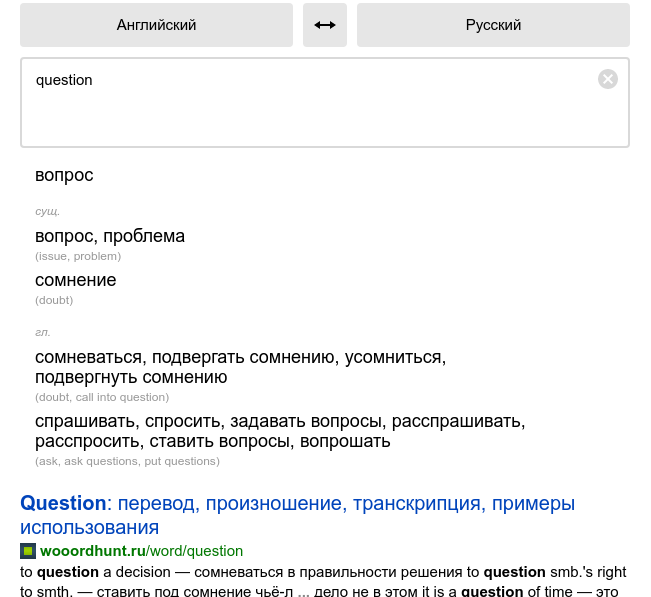 Английский
Русский
question
вопрос
сущ.
вопрос, проблема
(issue, problem)
сомнение
(doubt)
гл.
сомневаться, подвергать сомнению, усомниться,
подвергнуть сомнению
(doubt, call into question)
спрашивать, спросить, задавать вопросы, расспрашивать,
расспросить, ставить вопросы, вопрошать
(ask, ask questions, put questions)
Question: перевод, произношение, транскрипция, примеры
использования
wooordhunt.ru/word/question
to question a decision — сомневаться в правильности решения to question smb.'s right
to smth. — ставить под сомнение чьё-л ... дело не в этом it is a question of time — это